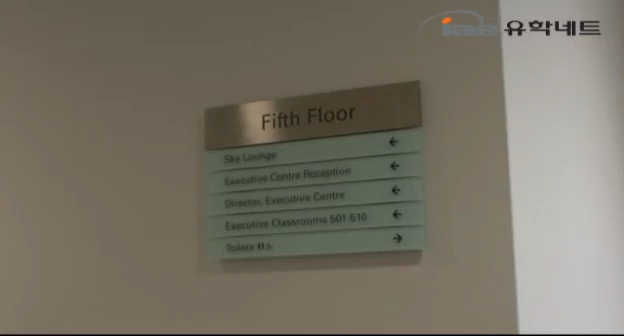 iaa 유학네트
Fifth Floor
Sky Lounge ←
Executive Centre Reception ←
Director, Executive Centre ←
Executive Classrooms 501-510 ←
Toilets →